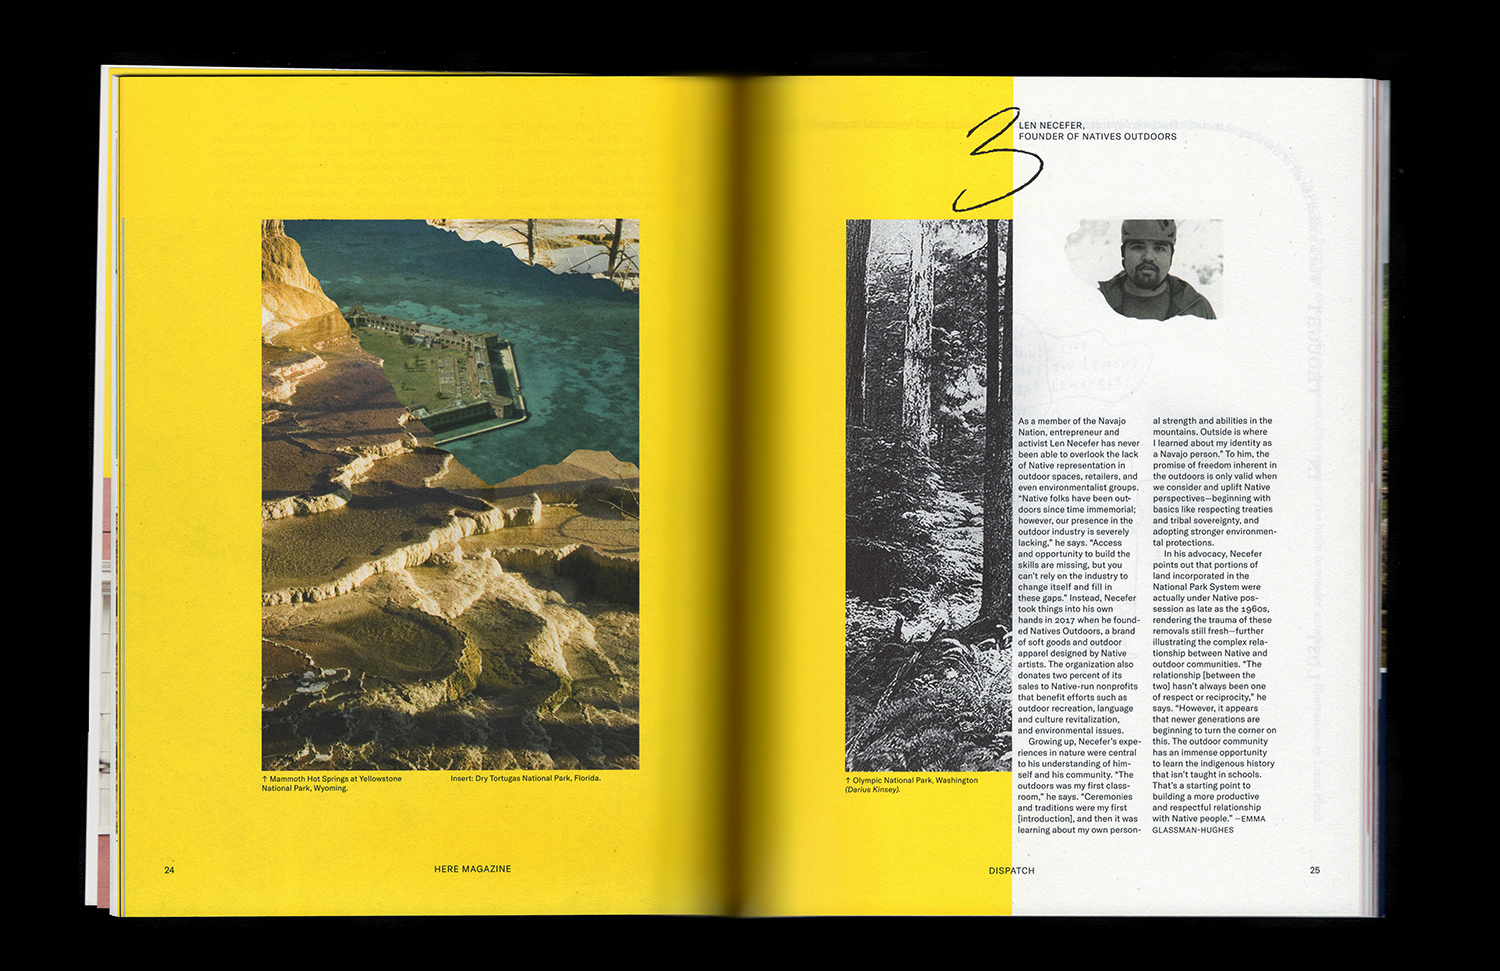 ↑ Mammoth Hot Springs at Yellowstone
National Park, Wyoming.
Insert: Dry Tortugas National Park, Florida.
24
HERE MAGAZINE
3
LEN NECEFER,
FOUNDER OF NATIVES OUTDOORS
↑ Olympic National Park, Washington
(Darius Kinsey).
As a member of the Navajo
Nation, entrepreneur and
activist Len Necefer has never
been able to overlook the lack
of Native representation in
outdoor spaces, retailers, and
even environmentalist groups.
“Native folks have been out-
doors since time immemorial;
however, our presence in the
outdoor industry is severely
lacking,” he says. “Access
and opportunity to build the
skills are missing, but you
can’t rely on the industry to
change itself and fill in
these gaps.” Instead, Necefer
took things into his own
hands in 2017 when he found-
ed Natives Outdoors, a brand
of soft goods and outdoor
apparel designed by Native
artists. The organization also
donates two percent of its
sales to Native-run nonprofits
that benefit efforts such as
outdoor recreation, language
and culture revitalization,
and environmental issues.
Growing up, Necefer’s expe-
riences in nature were central
to his understanding of him-
self and his community. “The
outdoors was my first class-
room,” he says. “Ceremonies
and traditions were my first
[introduction], and then it was
learning about my own person-
al strength and abilities in the
mountains. Outside is where
I learned about my identity as
a Navajo person.” To him, the
promise of freedom inherent in
the outdoors is only valid when
we consider and uplift Native
perspectives—beginning with
basics like respecting treaties
and tribal sovereignty, and
adopting stronger environmen-
tal protections.
In his advocacy, Necefer
points out that portions of
land incorporated in the
National Park System were
actually under Native pos-
session as late as the 1960s,
rendering the trauma of these
removals still fresh—further
illustrating the complex rela-
tionship between Native and
outdoor communities. “The
relationship [between the
two] hasn’t always been one
of respect or reciprocity,” he
says. “However, it appears
that newer generations are
beginning to turn the corner on
this. The outdoor community
has an immense opportunity
to learn the indigenous history
that isn’t taught in schools.
That’s a starting point to
building a more productive
and respectful relationship
with Native people.” —EMMA
GLASSMAN-HUGHES
DISPATCH
25